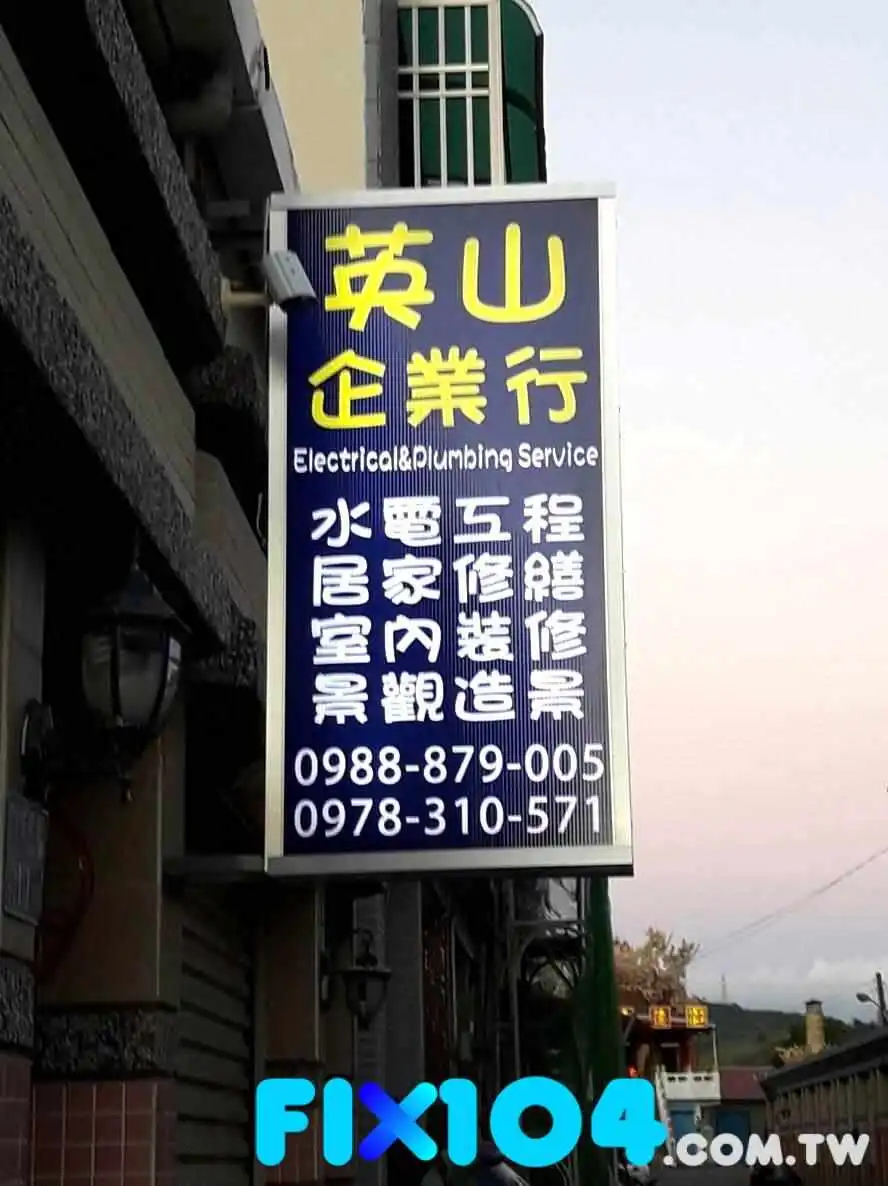 英山
企業行
Electrical&Plumbing Service
水電工程
居家修繕
室內裝修
景觀造景
0988-879-005
0978-310-571
FIX104.COM.TW